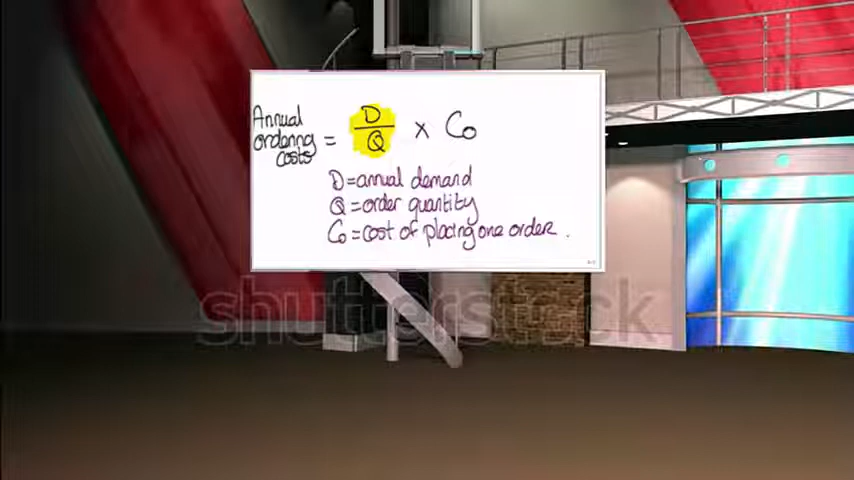 Annual ordering costs = D/Q x Co
D=annual demand
Q=order quantity
Co=cost of placing one order.
shutterstock